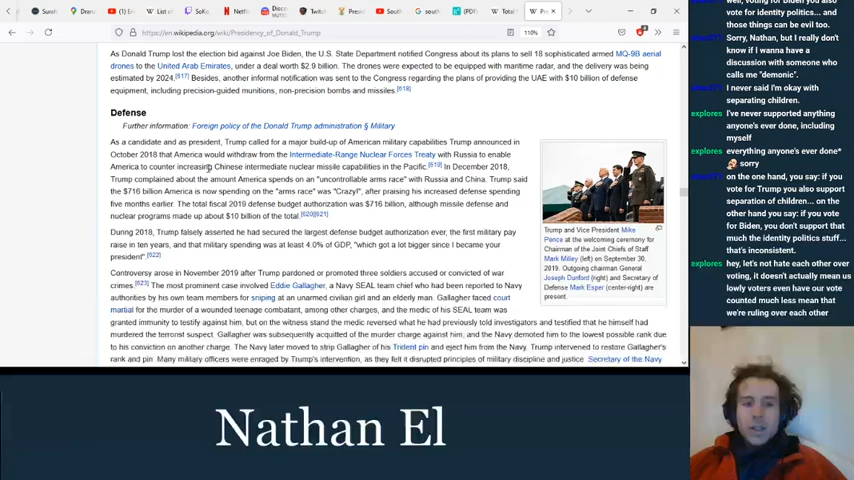 Surah
Drand
(1) En
List of
SoKo
Netfli
Disco
Tour
Presid
South
south
(PDF)
Total
Pre
https://en.wikipedia.org/wiki/Presidency_of_Donald_Trump
110%
As Donald Trump lost the election bid against Joe Biden, the U.S. State Department notified Congress about its plans to sell 18 sophisticated armed MQ-9B aerial
drones to the United Arab Emirates, under a deal worth $2.9 billion. The drones were expected to be equipped with maritime radar, and the delivery was being
estimated by 2024.[617] Besides, another informal notification was sent to the Congress regarding the plans of providing the UAE with $10 billion of defense
equipment, including precision-guided munitions, non-precision bombs and missiles.[618]
Defense
Further information: Foreign policy of the Donald Trump administration § Military
As a candidate and as president, Trump called for a major build-up of American military capabilities Trump announced in
October 2018 that America would withdraw from the Intermediate-Range Nuclear Forces Treaty with Russia to enable
America to counter increasing Chinese intermediate nuclear missile capabilities in the Pacific.[619] In December 2018,
Trump complained about the amount America spends on an "uncontrollable arms race" with Russia and China. Trump said
the $716 billion America is now spending on the "arms race" was "Crazy!", after praising his increased defense spending
five months earlier. The total fiscal 2019 defense budget authorization was $716 billion, although missile defense and
nuclear programs made up about $10 billion of the total.[620][621]
During 2018, Trump falsely asserted he had secured the largest defense budget authorization ever, the first military pay
raise in ten years, and that military spending was at least 4.0% of GDP, "which got a lot bigger since I became your
president".[622]
Controversy arose in November 2019 after Trump pardoned or promoted three soldiers accused or convicted of war
crimes.[623] The most prominent case involved Eddie Gallagher, a Navy SEAL team chief who had been reported to Navy
authorities by his own team members for sniping at an unarmed civilian girl and an elderly man. Gallagher faced court
martial for the murder of a wounded teenage combatant, among other charges, and the medic of his SEAL team was
granted immunity to testify against him, but on the witness stand the medic reversed what he had previously told investigators and testified that he himself had
murdered the terrorist suspect. Gallagher was subsequently acquitted of the murder charge against him, and the Navy demoted him to the lowest possible rank due
to his conviction on another charge. The Navy later moved to strip Gallagher of his Trident pin and eject him from the Navy. Trump intervened to restore Gallagher's
rank and pin Many military officers were enraged by Trump's intervention, as they felt it disrupted principles of military discipline and justice Secretary of the Navy
Trump and Vice President Mike
Pence at the welcoming ceremony for
Chairman of the Joint Chiefs of Staff
Mark Milley (left) on September 30,
2019. Outgoing chairman General
Joseph Dunford (right) and Secretary of
Defense Mark Esper (center-right) are
present.
well, voting for Biden you also
vote for identity politics... and
those things can be evil too.
Sorry, Nathan, but I really don't
know if I wanna have a
discussion with someone who
calls me "demonic".
I never said I'm okay with
separating children.
explores I've never supported anything
anyone's ever done, including
myself
explores everything anyone's ever done*
sorry
on the one hand, you say: if you
vote for Trump you also support
separation of children... on the
other hand you say: if you vote
for Biden, you don't support that
much the identity politics stuff...
that's inconsistent.
explores hey, let's not hate each other over
voting, it doesn't actually mean us
lowly voters even have our vote
counted much less mean that
we're ruling over each other
Nathan El